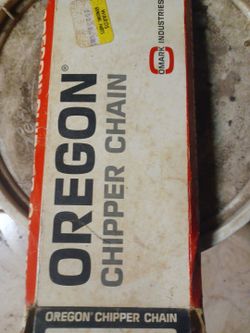 OREGON®
CHIPPER CHAIN
OMARK INDUSTRIES
OREGON® CHIPPER CHAIN